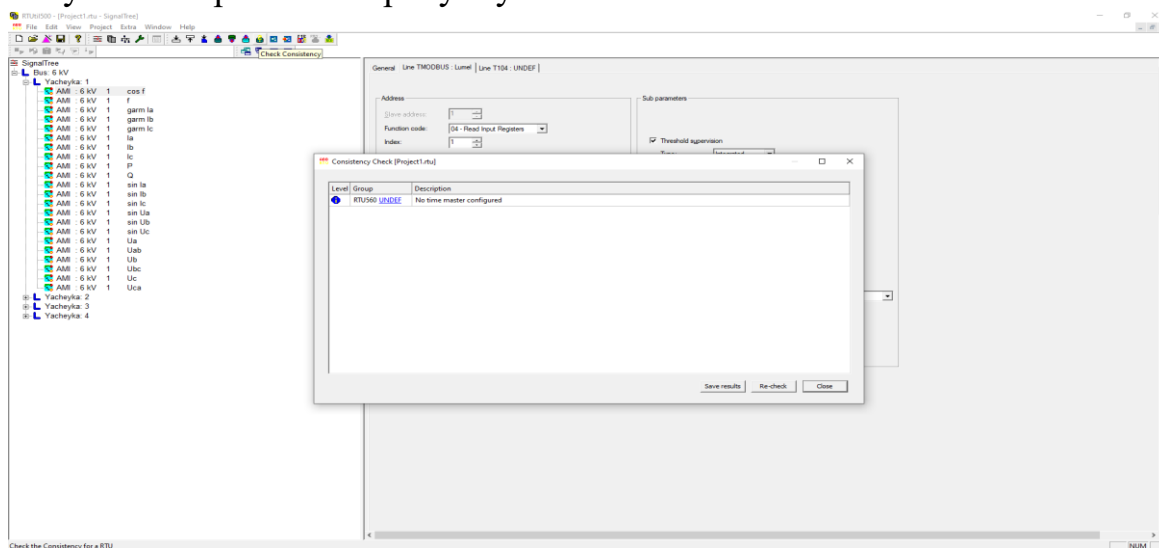 RTUtil500 - [Project1.rtu - SignalTree]
File Edit View Project Extra Window Help
Check Consistency
SignalTree
Bus: 6 kV
Yacheyka: 1
AMI : 6 kV 1 cos f
AMI : 6 kV 1 f
AMI : 6 kV 1 garm Ia
AMI : 6 kV 1 garm Ib
AMI : 6 kV 1 garm Ic
AMI : 6 kV 1 Ia
AMI : 6 kV 1 Ib
AMI : 6 kV 1 Ic
AMI : 6 kV 1 P
AMI : 6 kV 1 Q
AMI : 6 kV 1 sin Ia
AMI : 6 kV 1 sin Ib
AMI : 6 kV 1 sin Ic
AMI : 6 kV 1 sin Ua
AMI : 6 kV 1 sin Ub
AMI : 6 kV 1 sin Uc
AMI : 6 kV 1 Ua
AMI : 6 kV 1 Uab
AMI : 6 kV 1 Ub
AMI : 6 kV 1 Ubc
AMI : 6 kV 1 Uc
AMI : 6 kV 1 Uca
Yacheyka: 2
Yacheyka: 3
Yacheyka: 4
General Line TMODBUS : Lumel Line T104 : UNDEF
Address
Slave address: 1
Function code: 04 - Read Input Registers
Index: 1
Sub parameters
Threshold supervision
Consistency Check [Project1.rtu]
Level Group Description
RTU560 UNDEF No time master configured
Save results Re-check Close
Check the Consistency for a RTU
NUM